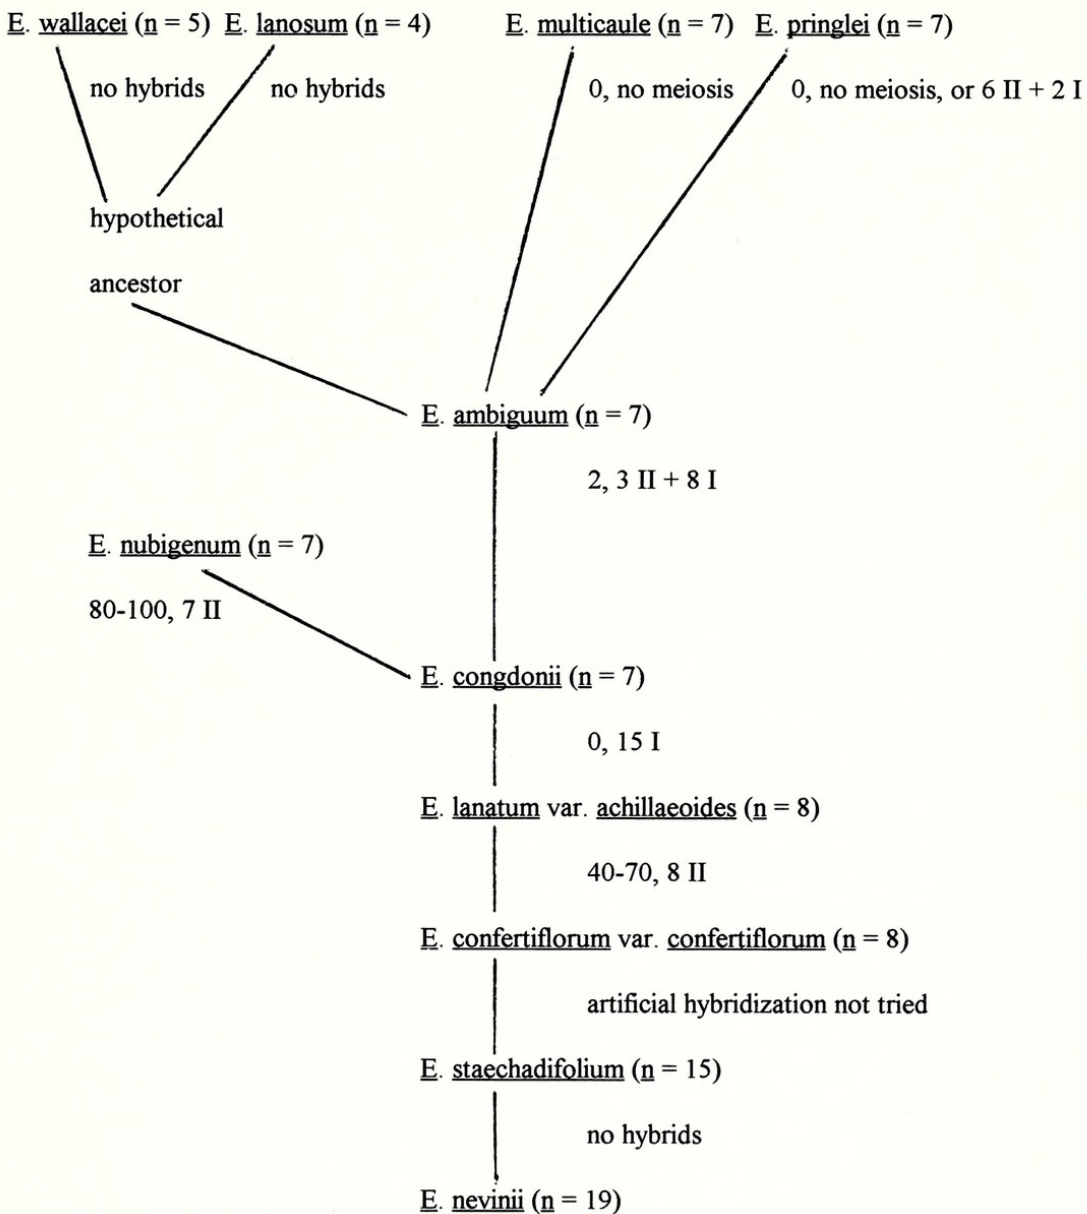 E. wallacei (n = 5) E. lanosum (n = 4) E. multicaule (n = 7) E. pringlei (n = 7)
no hybrids no hybrids 0, no meiosis 0, no meiosis, or 6 II + 2 I
hypothetical
ancestor
E. ambiguum (n = 7)
2, 3 II + 8 I
E. nubigenum (n = 7)
80-100, 7 II
E. congdonii (n = 7)
0, 15 I
E. lanatum var. achillaeoides (n = 8)
40-70, 8 II
E. confertiflorum var. confertiflorum (n = 8)
artificial hybridization not tried
E. staechadifolium (n = 15)
no hybrids
E. nevinii (n = 19)